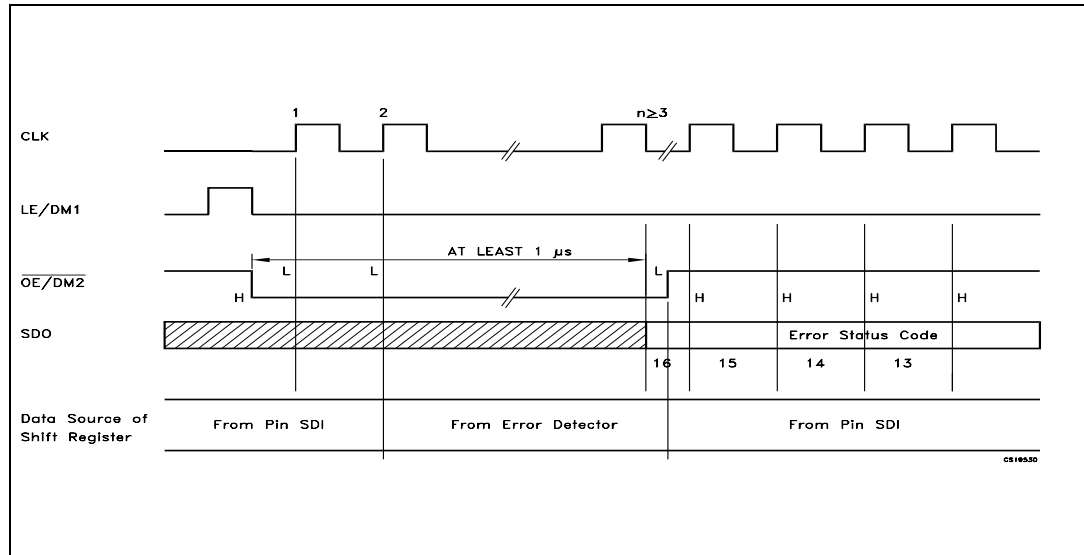 1 2 n≥3
CLK
LE/DM1
AT LEAST 1 µs
OE/DM2
L L L
H H H H H
SDO
Error Status Code
16 15 14 13
Data Source of
Shift Register
From Pin SDI From Error Detector From Pin SDI
CS19530